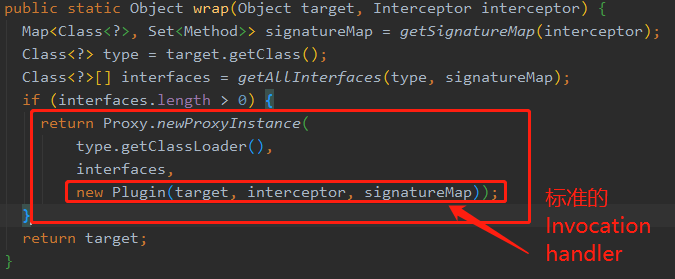 public static Object wrap(Object target, Interceptor interceptor) {
Map<Class<?>, Set<Method>> signatureMap = getSignatureMap(interceptor);
Class<?> type = target.getClass();
Class<?>[] interfaces = getAllInterfaces(type, signatureMap);
if (interfaces.length > 0) {
return Proxy.newProxyInstance(
type.getClassLoader(),
interfaces,
new Plugin(target, interceptor, signatureMap));
}
return target;
}
标准的
Invocation
handler